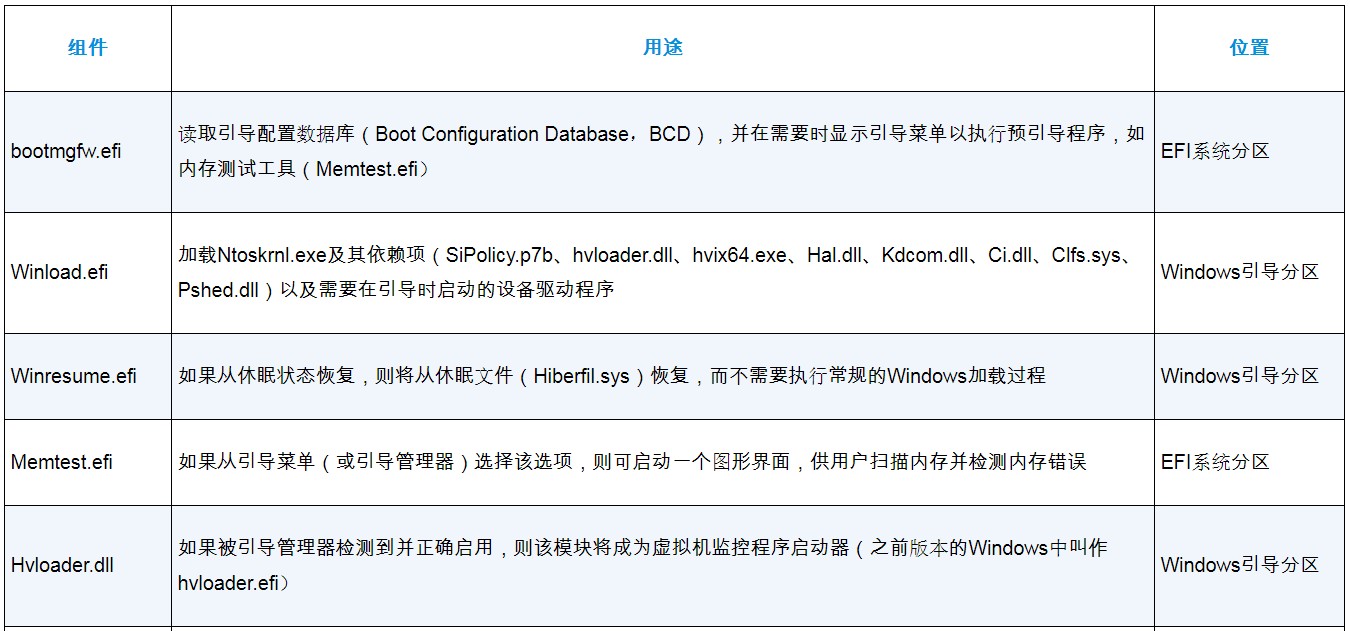 组件 用途 位置
bootmgfw.efi
读取引导配置数据库（Boot Configuration Database，BCD），并在需要时显示引导菜单以执行预引导程序，如
内存测试工具（Memtest.efi）
EFI系统分区
Winload.efi
加载Ntoskrnl.exe及其依赖项（SiPolicy.p7b、hvloader.dll、hvix64.exe、Hal.dll、Kdcom.dll、Ci.dll、Clfs.sys、
Pshed.dll）以及需要在引导时启动的设备驱动程序
Windows引导分区
Winresume.efi
如果从休眠状态恢复，则将从休眠文件（Hiberfil.sys）恢复，而不需要执行常规的Windows加载过程
Windows引导分区
Memtest.efi
如果从引导菜单（或引导管理器）选择该选项，则可启动一个图形界面，供用户扫描内存并检测内存错误
EFI系统分区
Hvloader.dll
如果被引导管理器检测到并正确启用，则该模块将成为虚拟机监控程序启动器（之前版本的Windows中叫作
hvloader.efi）
Windows引导分区